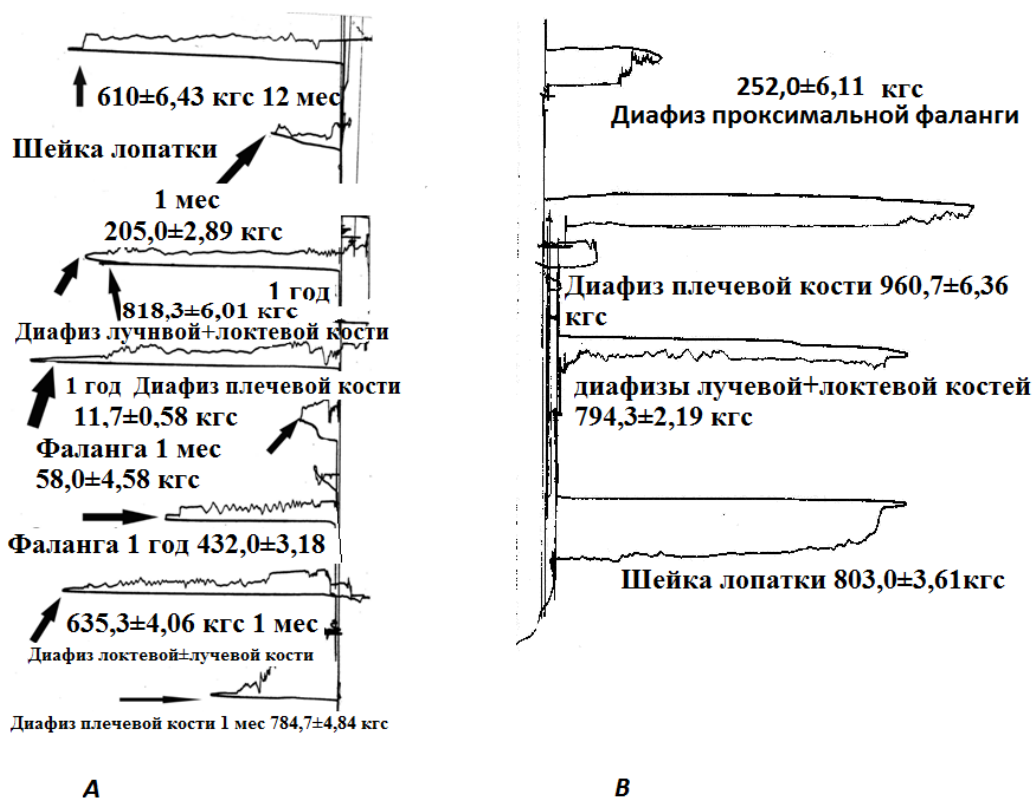 610±6,43 кгс 12 мес
Шейка лопатки
1 мес
205,0±2,89 кгс
1 год
818,3±6,01 кгс
Диафиз лучнвой+локтевой кости
1 год Диафиз плечевой кости
11,7±0,58 кгс
Фаланга 1 мес
58,0±4,58 кгс
Фаланга 1 год 432,0±3,18
635,3±4,06 кгс 1 мес
Диафиз локтевой±лучевой кости
Диафиз плечевой кости 1 мес 784,7±4,84 кгс
А
252,0±6,11 кгс
Диафиз проксимальной фаланги
Диафиз плечевой кости 960,7±6,36
кгс
диафизы лучевой+локтевой костей
794,3±2,19 кгс
Шейка лопатки 803,0±3,61кгс
В